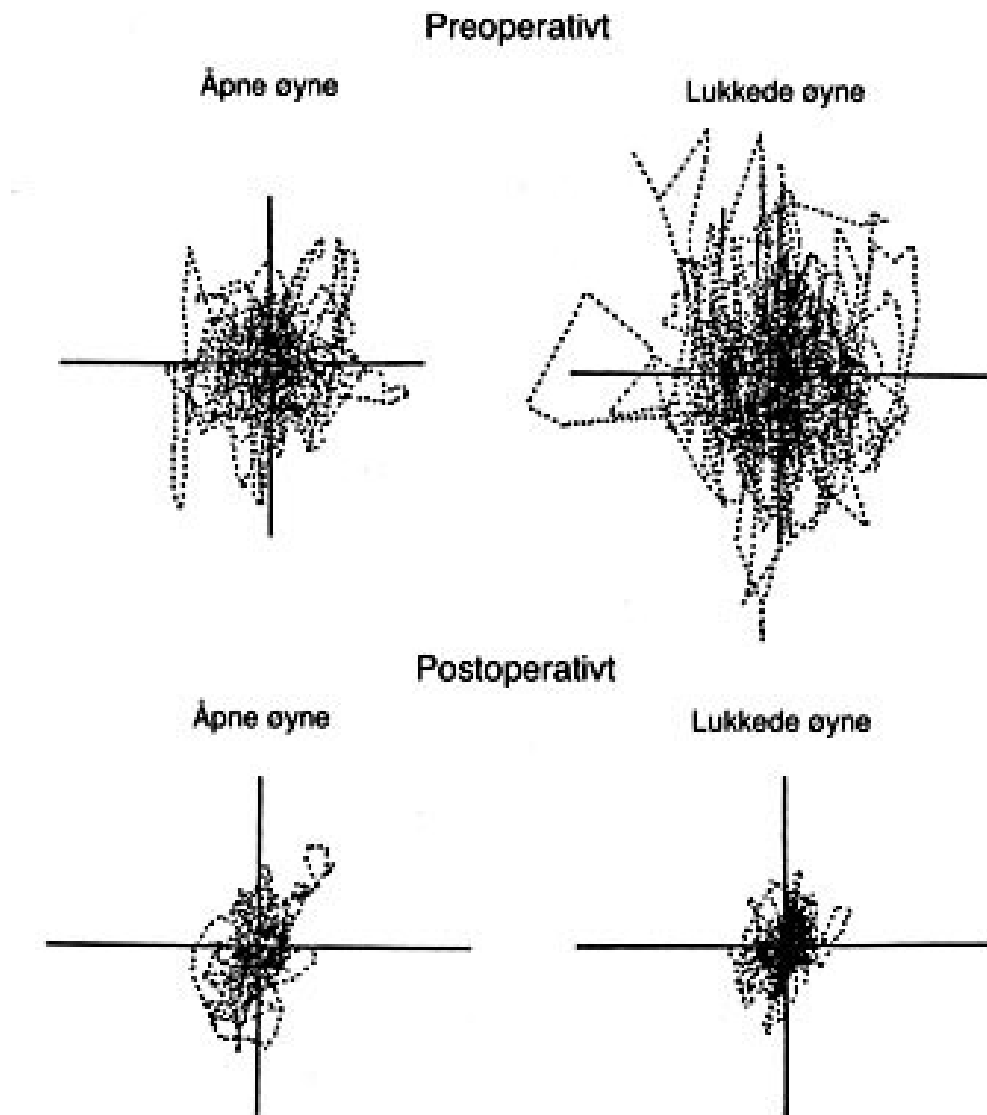 Preoperativt
Åpne øyne
Lukkede øyne
Postoperativt
Åpne øyne
Lukkede øyne